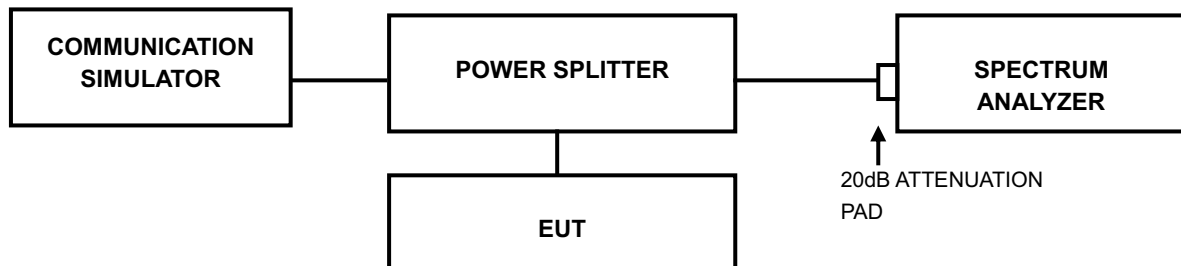 COMMUNICATION
SIMULATOR
POWER SPLITTER
SPECTRUM
ANALYZER
20dB ATTENUATION
PAD
EUT